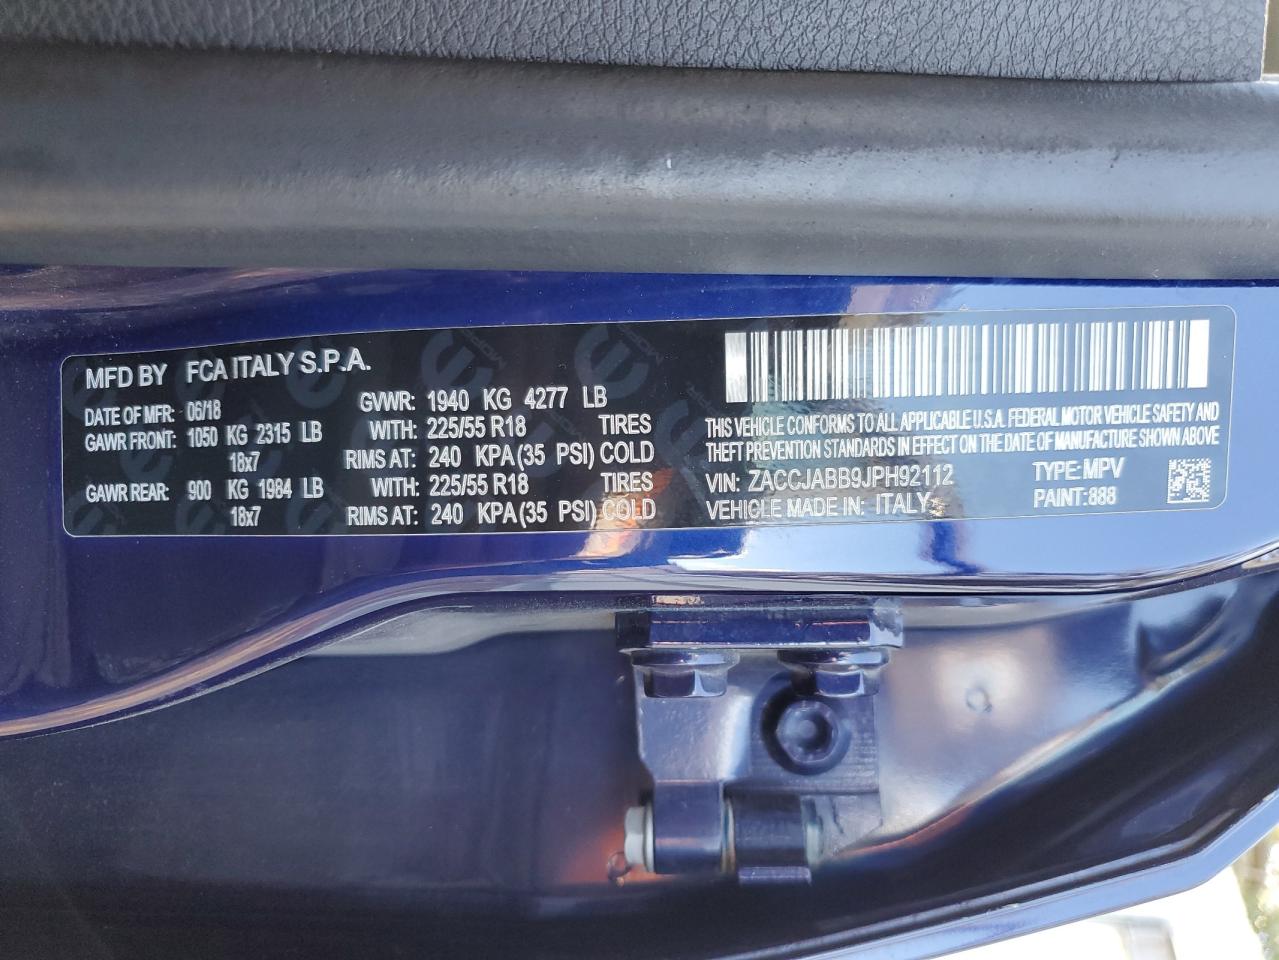 MFD BY FCA ITALY S.P.A.
DATE OF MFR: 06/18 GVWR: 1940 KG 4277 LB
GAWR FRONT: 1050 KG 2315 LB WITH: 225/55 R18 TIRES
18x7 RIMS AT: 240 KPA(35 PSI) COLD
GAWR REAR: 900 KG 1984 LB WITH: 225/55 R18 TIRES
18x7 RIMS AT: 240 KPA(35 PSI) COLD
THIS VEHICLE CONFORMS TO ALL APPLICABLE U.S.A. FEDERAL MOTOR VEHICLE SAFETY AND
THEFT PREVENTION STANDARDS IN EFFECT ON THE DATE OF MANUFACTURE SHOWN ABOVE
VIN: ZACCJABB9JPH92112 TYPE:MPV
VEHICLE MADE IN: ITALY PAINT:888